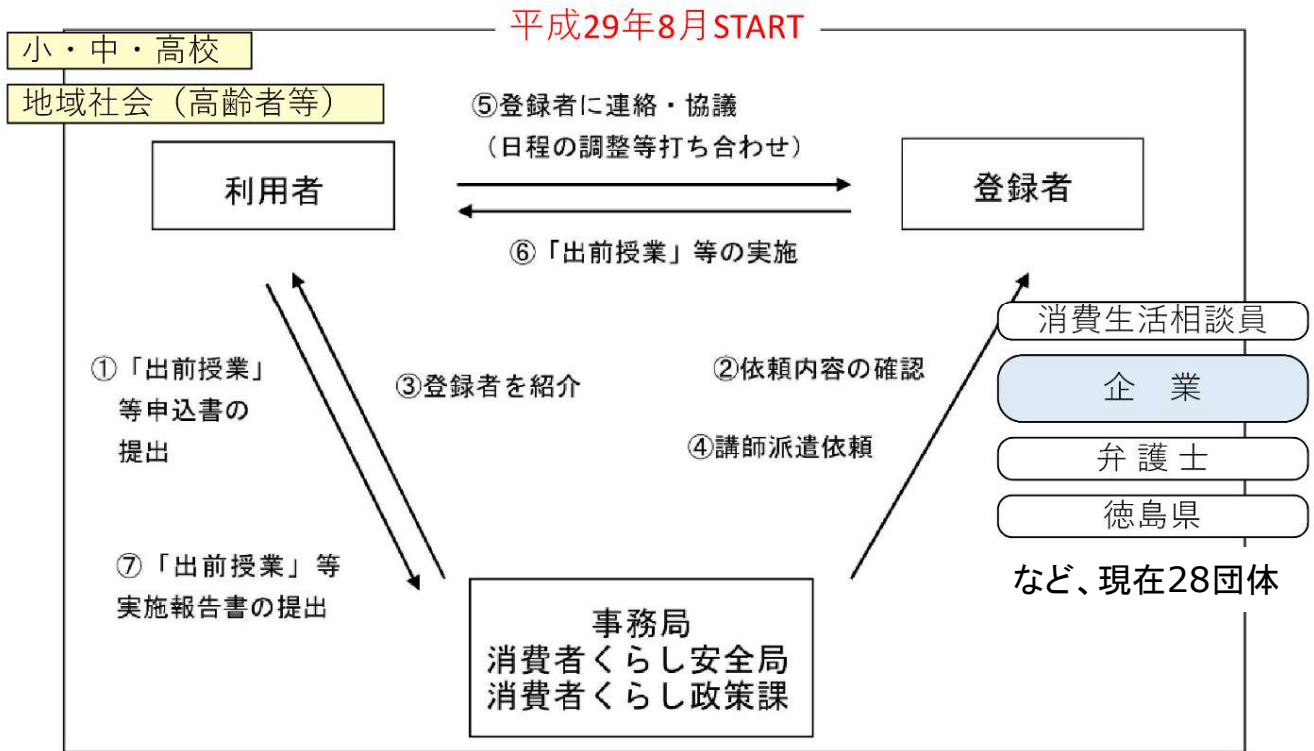 平成29年8月START
小・中・高校
地域社会（高齢者等）
⑤登録者に連絡・協議
（日程の調整等打ち合わせ）
利用者
登録者
⑥「出前授業」等の実施
①「出前授業」
等申込書の
提出
③登録者を紹介
②依頼内容の確認
④講師派遣依頼
消費生活相談員
企　業
弁 護 士
徳島県
など、現在28団体
⑦「出前授業」等
実施報告書の提出
事務局
消費者くらし安全局
消費者くらし政策課